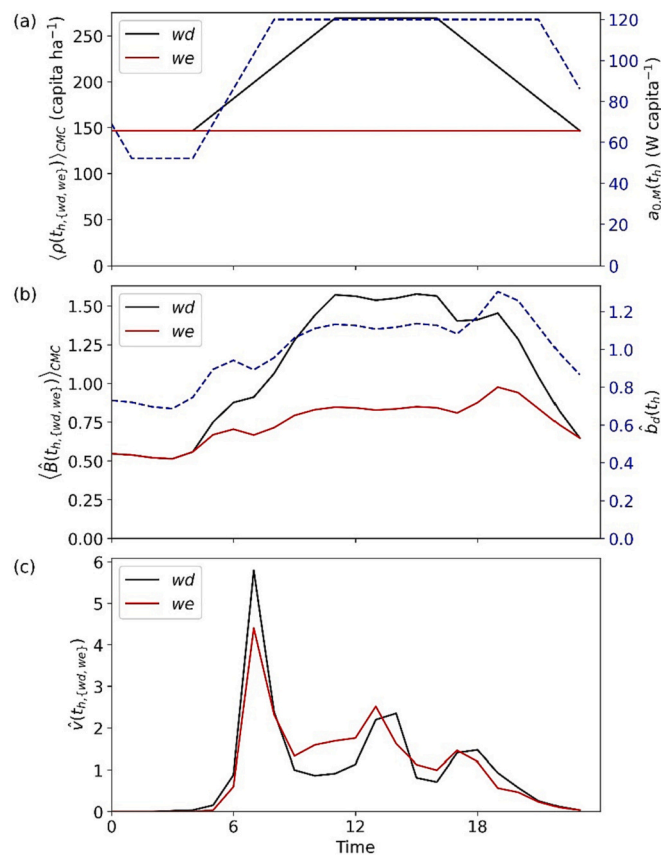 (a)
250
200
150
100
50
0
⟨ρ(t_{h,{wd,we}})⟩_{CMC} (capita ha⁻¹)
wd
we
120
100
80
60
40
20
0
a_{0,M}(t_h) (W capita⁻¹)
(b)
1.50
1.25
1.00
0.75
0.50
0.25
0.00
⟨B̂(t_{h,{wd,we}})⟩_{CMC}
wd
we
1.2
1.0
0.8
0.6
0.4
0.2
0.0
b̂_d(t_h)
(c)
6
5
4
3
2
1
0
v̂(t_{h,{wd,we}})
wd
we
0 6 12 18
Time